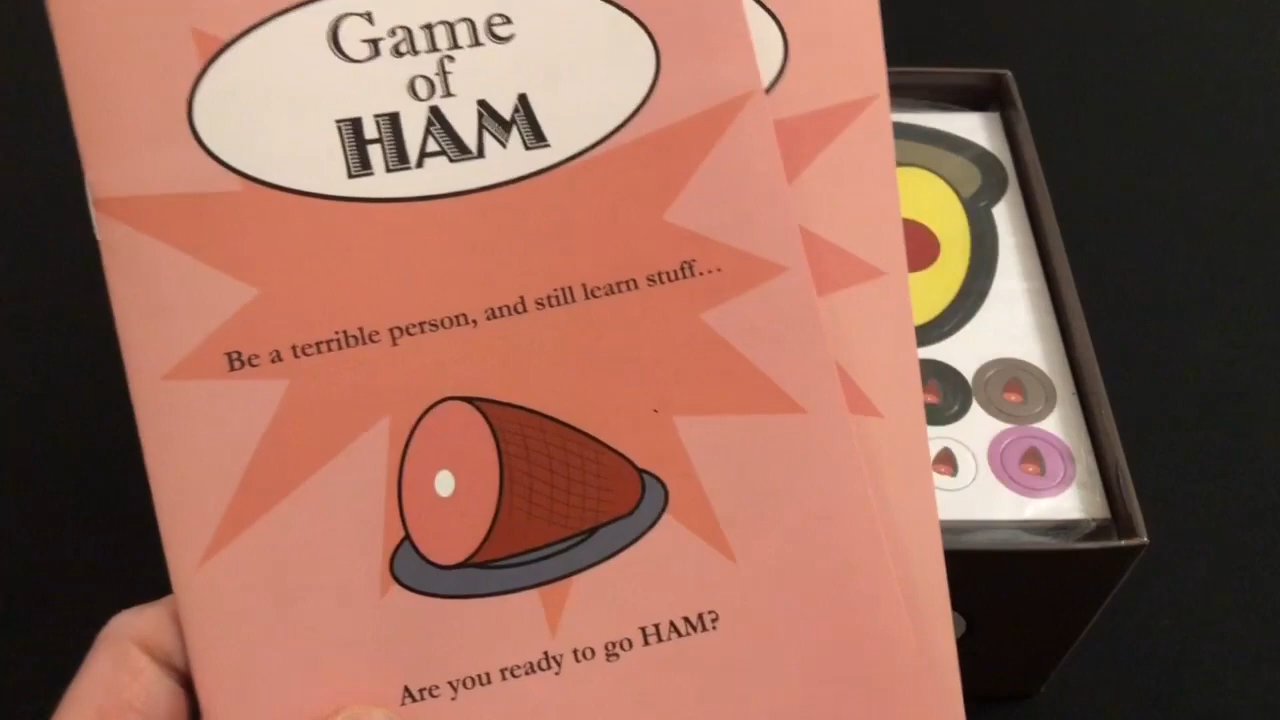 Game
of
HAM
Be a terrible person, and still learn stuff...
Are you ready to go HAM?